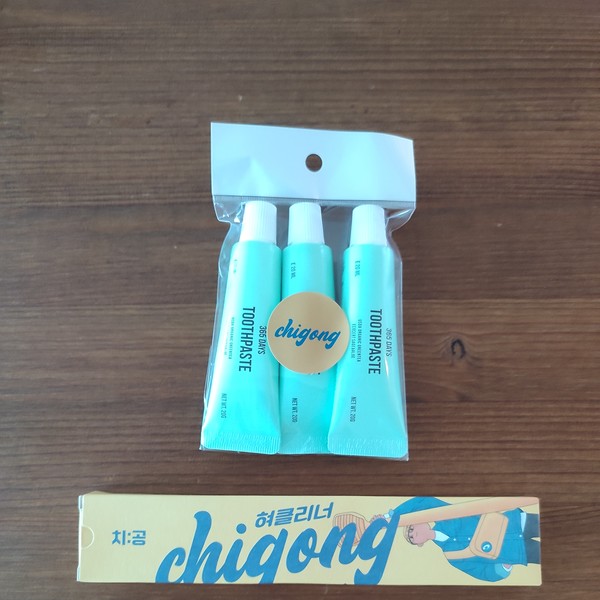 365 DAYS
TOOTHPASTE
NET WT. 20G
NET WT. 20G
chigong
365 DAYS
TOOTHPASTE
NET WT. 20G
치:공
혀클리너
chigong